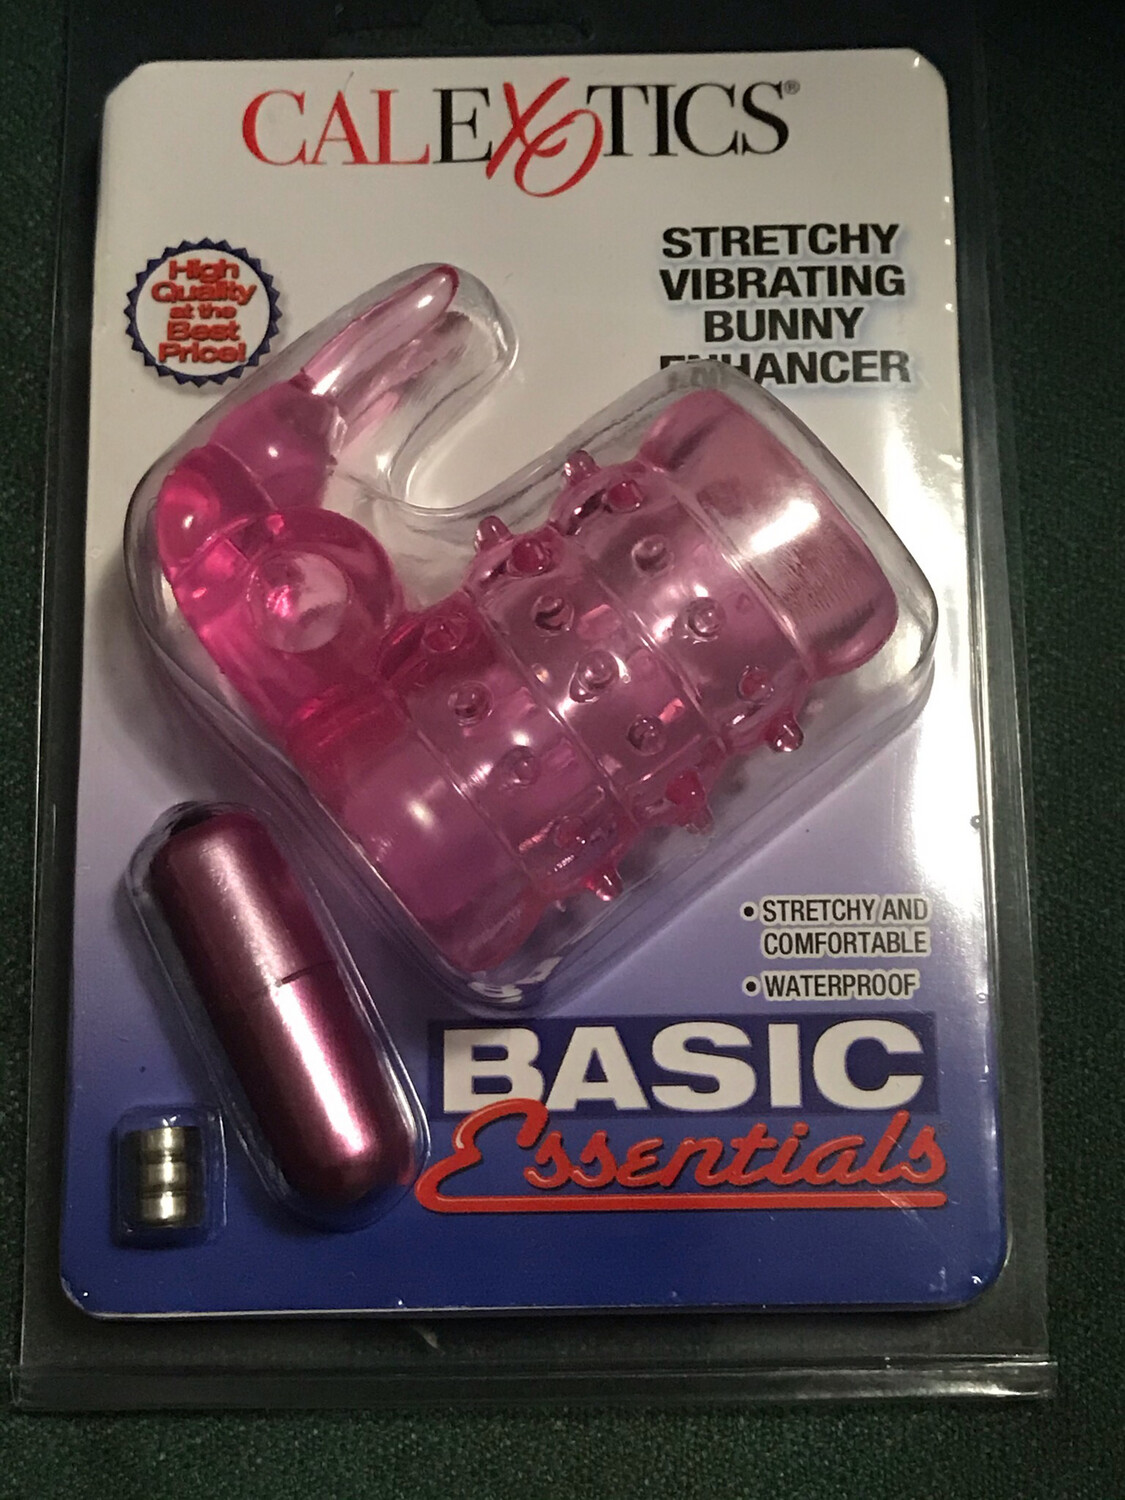 CALEXOTICS®
High
Quality
at the
Best
Price!
STRETCHY
VIBRATING
BUNNY
ENHANCER
• STRETCHY AND
COMFORTABLE
• WATERPROOF
BASIC
Essentials